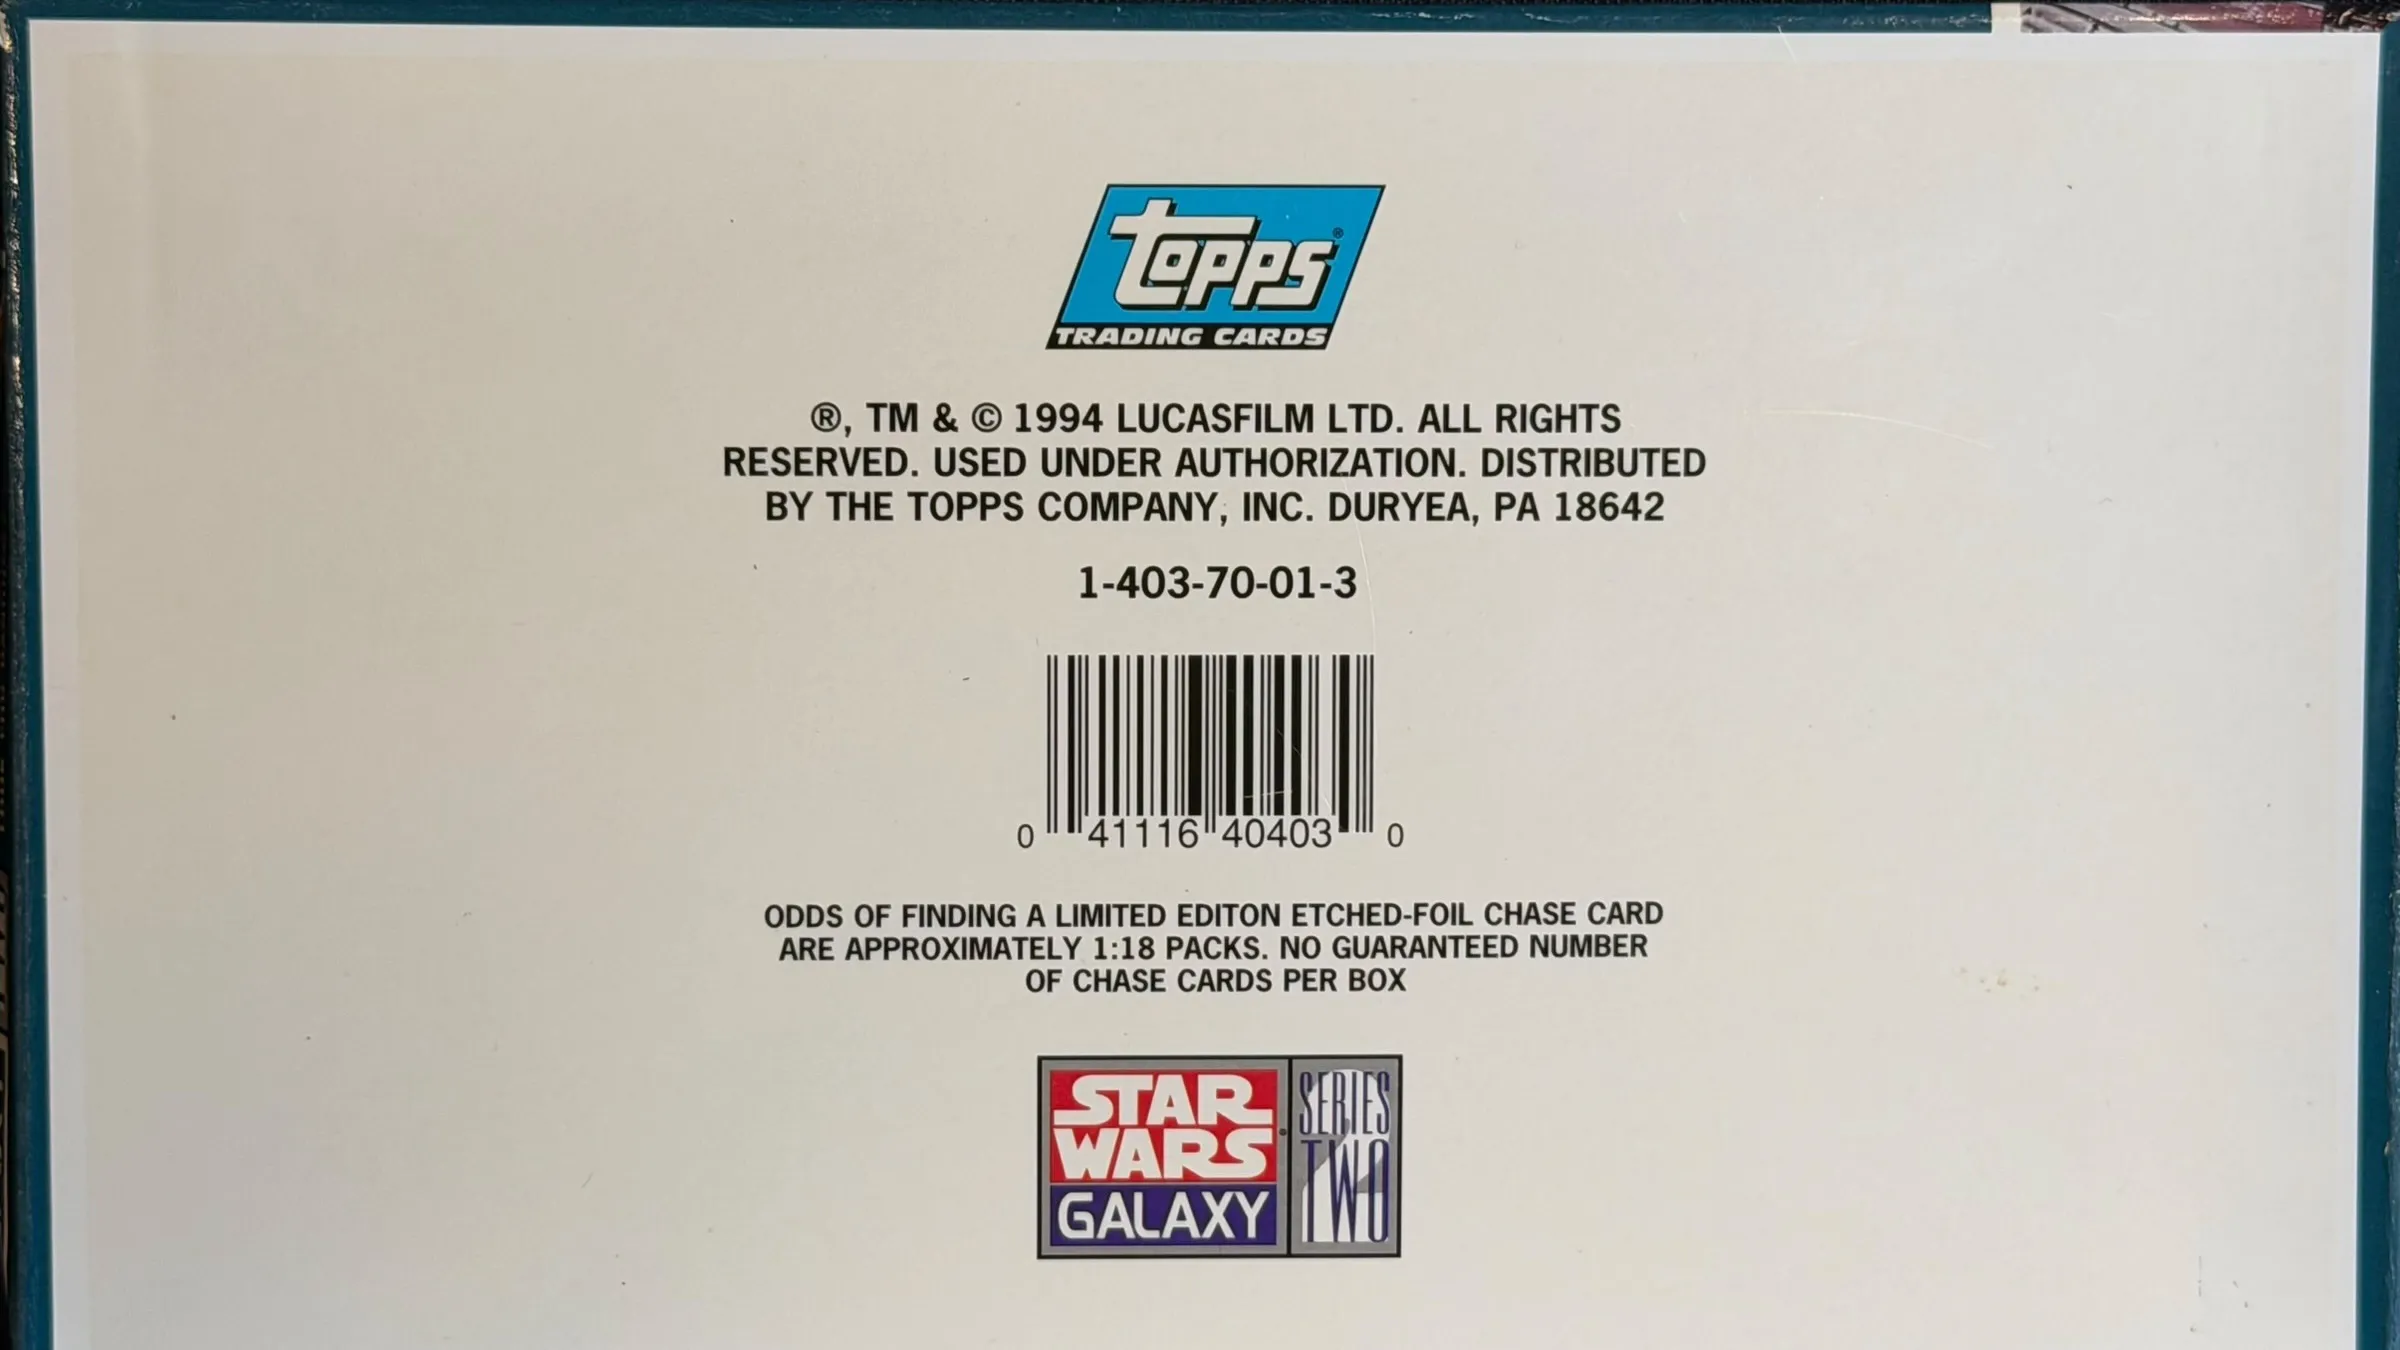 Topps®
TRADING CARDS
®, TM & © 1994 LUCASFILM LTD. ALL RIGHTS
RESERVED. USED UNDER AUTHORIZATION. DISTRIBUTED
BY THE TOPPS COMPANY, INC. DURYEA, PA 18642
1-403-70-01-3
0 41116 40403 0
ODDS OF FINDING A LIMITED EDITON ETCHED-FOIL CHASE CARD
ARE APPROXIMATELY 1:18 PACKS. NO GUARANTEED NUMBER
OF CHASE CARDS PER BOX
STAR
WARS
GALAXY
SERIES
TWO
2